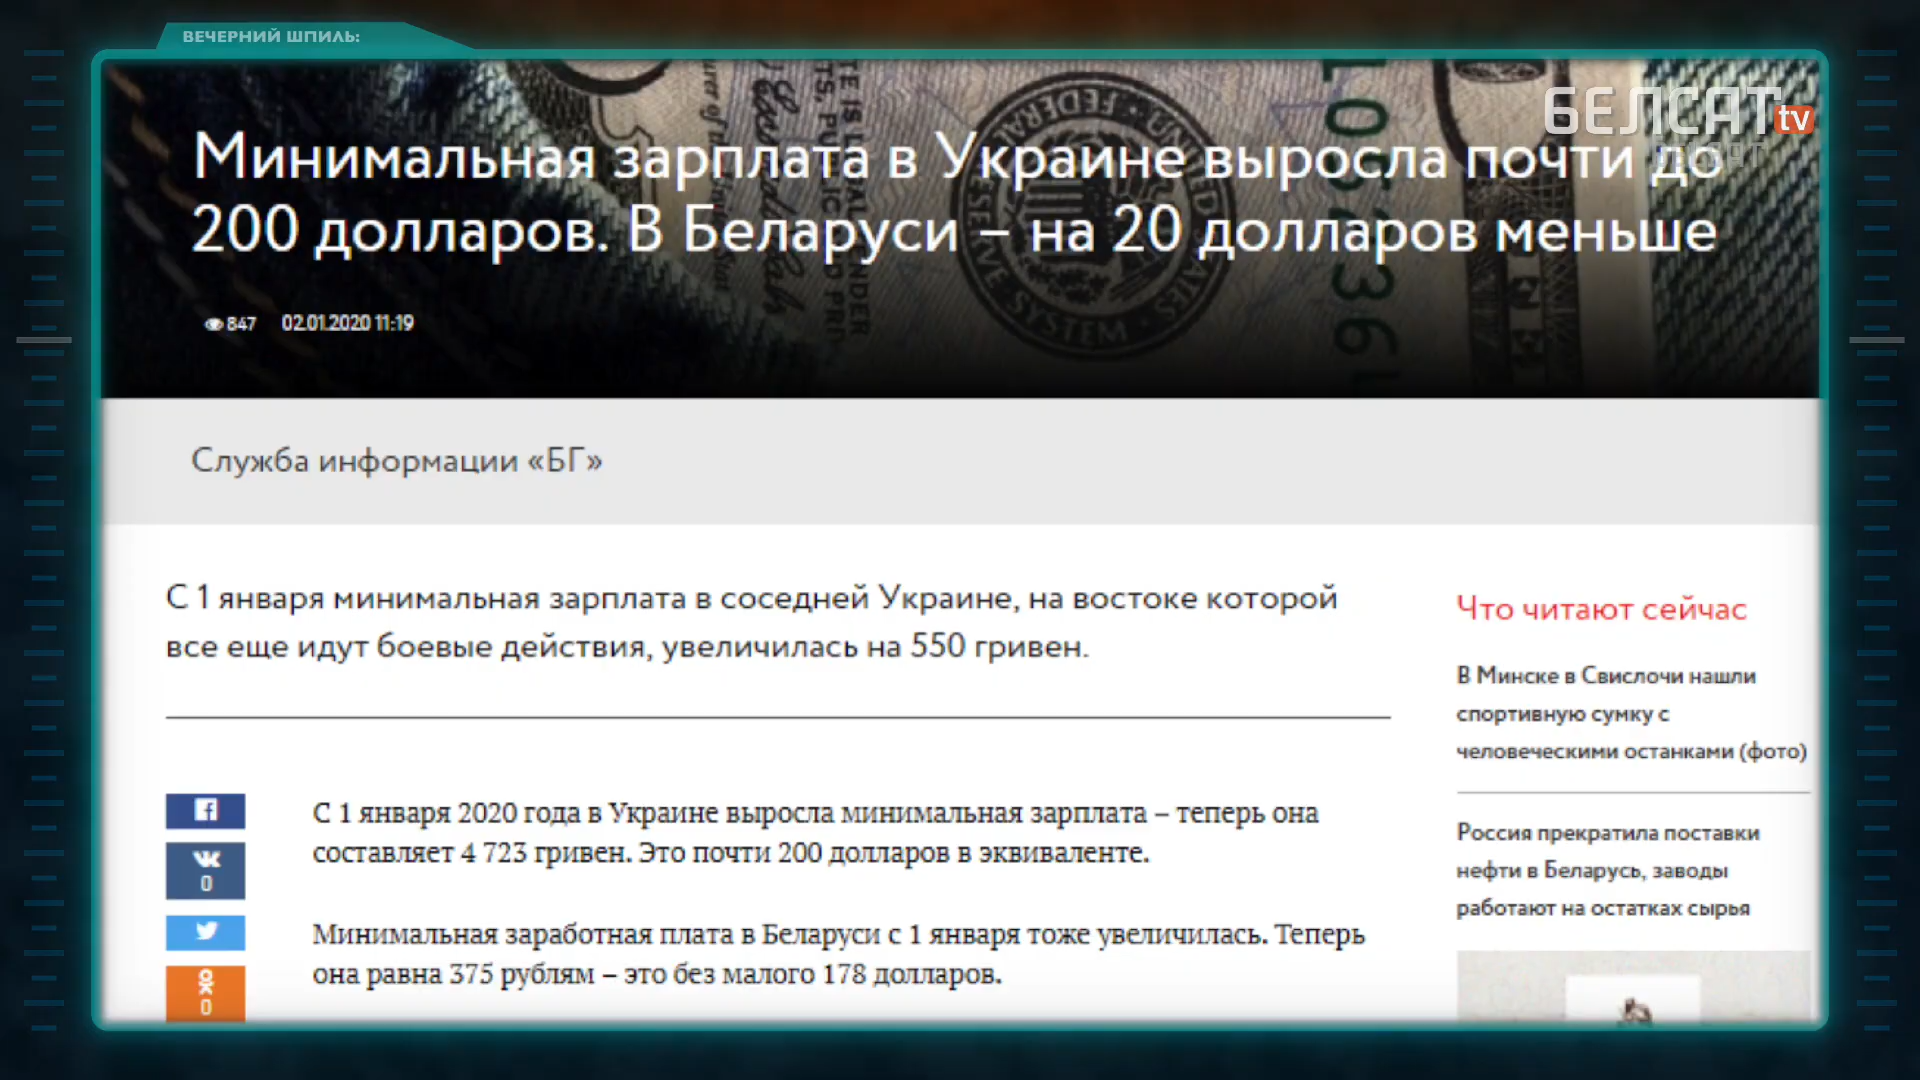 ВЕЧЕРНИЙ ШПИЛЬ:
БЕЛСАТ tv
Минимальная зарплата в Украине выросла почти до
200 долларов. В Беларуси – на 20 долларов меньше
847 02.01.2020 11:19
Служба информации «БГ»
С 1 января минимальная зарплата в соседней Украине, на востоке которой
все еще идут боевые действия, увеличилась на 550 гривен.
0
0
С 1 января 2020 года в Украине выросла минимальная зарплата – теперь она
составляет 4 723 гривен. Это почти 200 долларов в эквиваленте.
Минимальная заработная плата в Беларуси с 1 января тоже увеличилась. Теперь
она равна 375 рублям – это без малого 178 долларов.
Что читают сейчас
В Минске в Свислочи нашли
спортивную сумку с
человеческими останками (фото)
Россия прекратила поставки
нефти в Беларусь, заводы
работают на остатках сырья